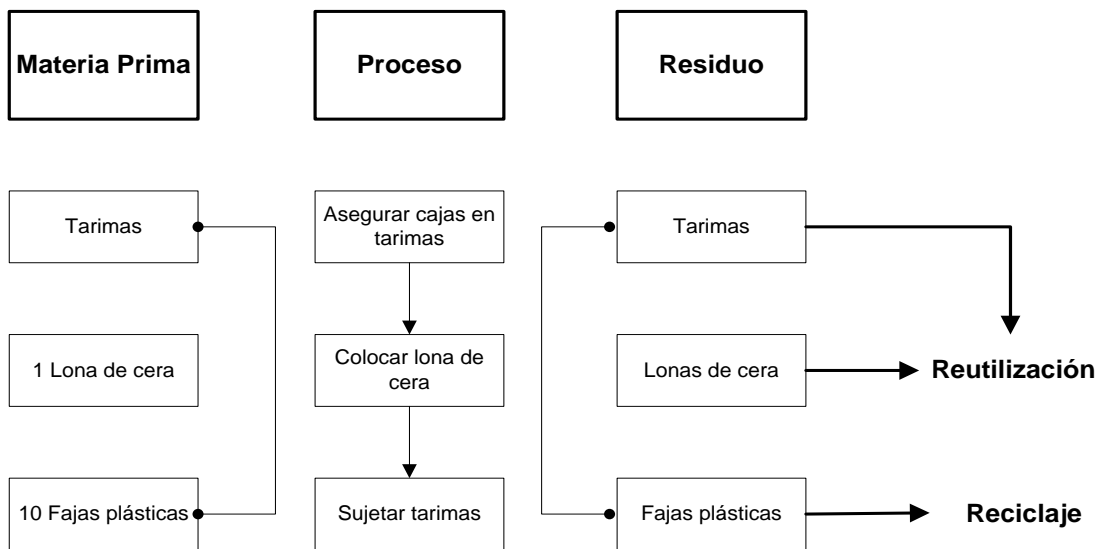 Materia Prima
Proceso
Residuo
Tarimas
Asegurar cajas en
tarimas
Tarimas
1 Lona de cera
Colocar lona de
cera
Lonas de cera
Reutilización
10 Fajas plásticas
Sujetar tarimas
Fajas plásticas
Reciclaje